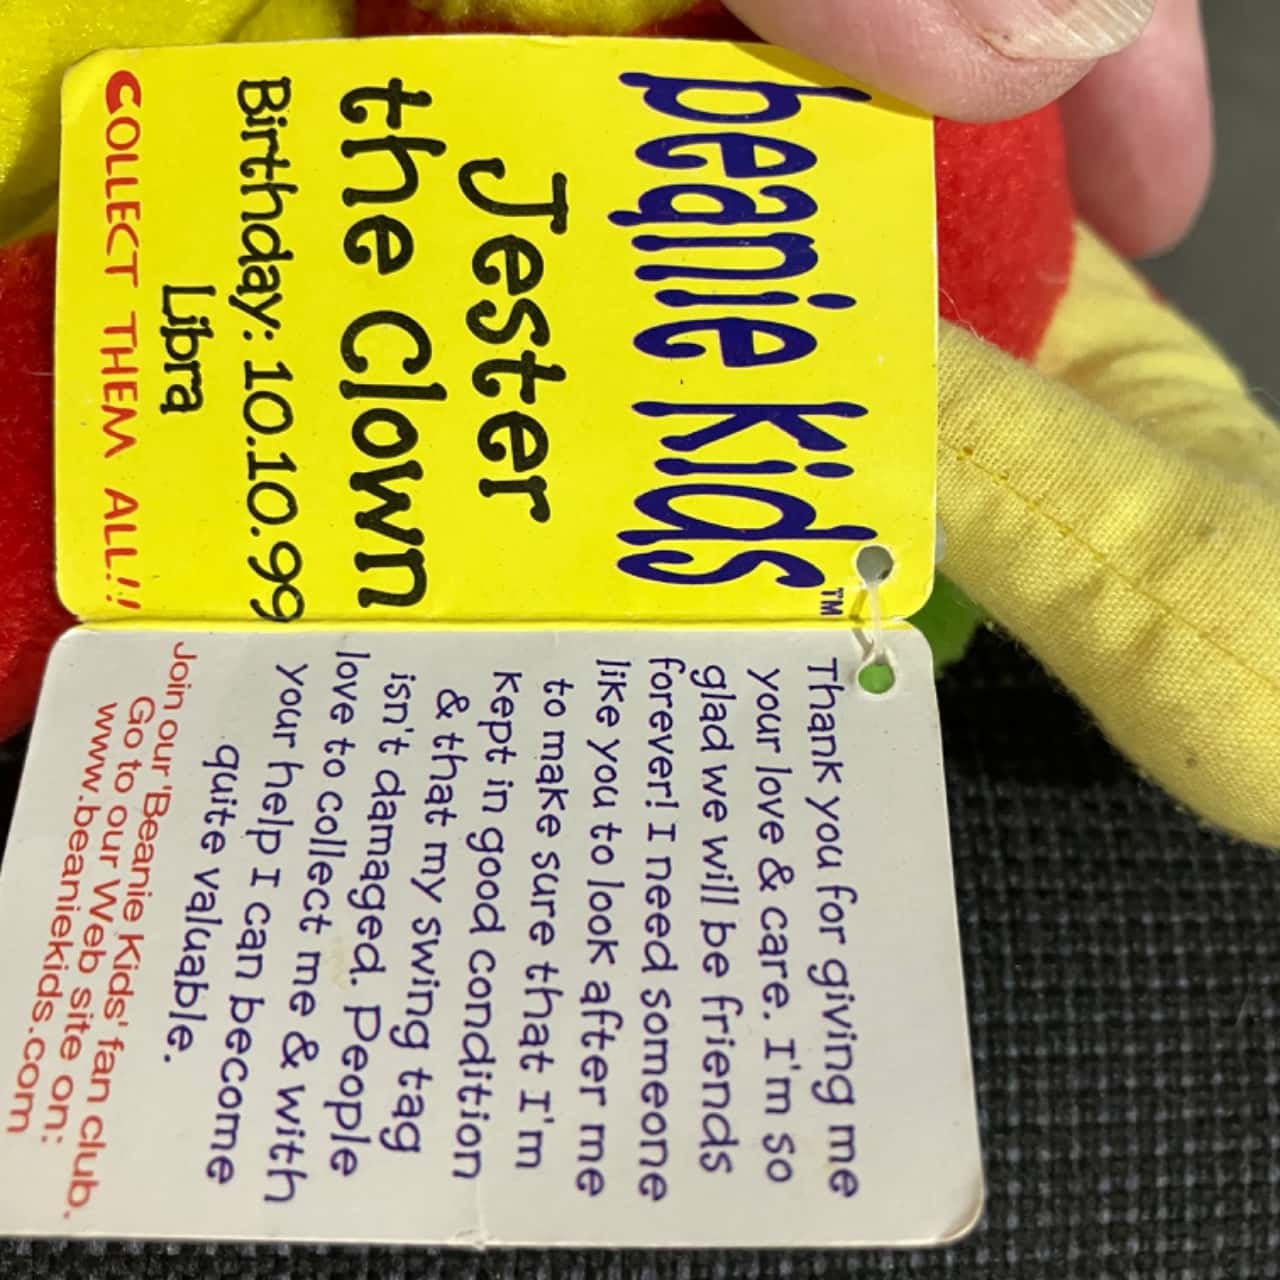 beanie kids™
Jester
the Clown
Birthday: 10.10.99
Libra
COLLECT THEM ALL!!
Thank you for giving me
your love & care. I'm so
glad we will be friends
forever! I need someone
like you to look after me
to make sure that I'm
kept in good condition
& that my swing tag
isn't damaged. People
love to collect me & with
your help I can become
quite valuable.
Join our 'Beanie Kids' fan club.
Go to our Web site on:
www.beaniekids.com